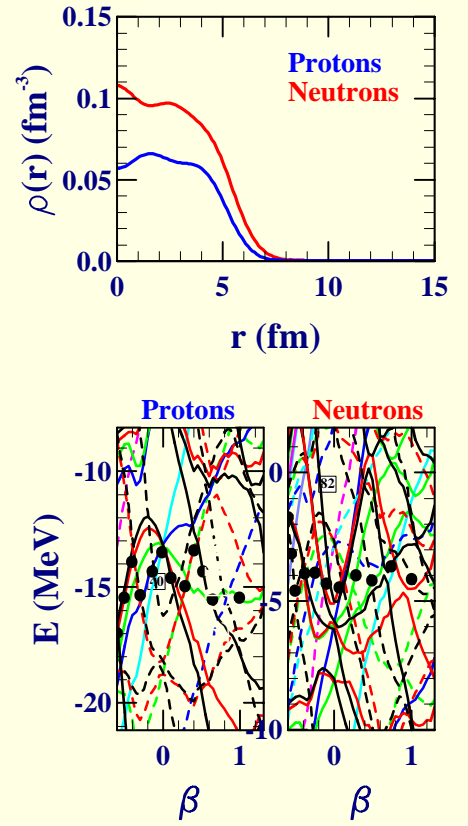 ρ(r) (fm⁻³)
0.15
0.1
0.05
0.0
Protons
Neutrons
0 5 10 15
r (fm)
Protons Neutrons
E (MeV)
-10
-15
-20
0
-5
-10
82
0 1 0 1
β β